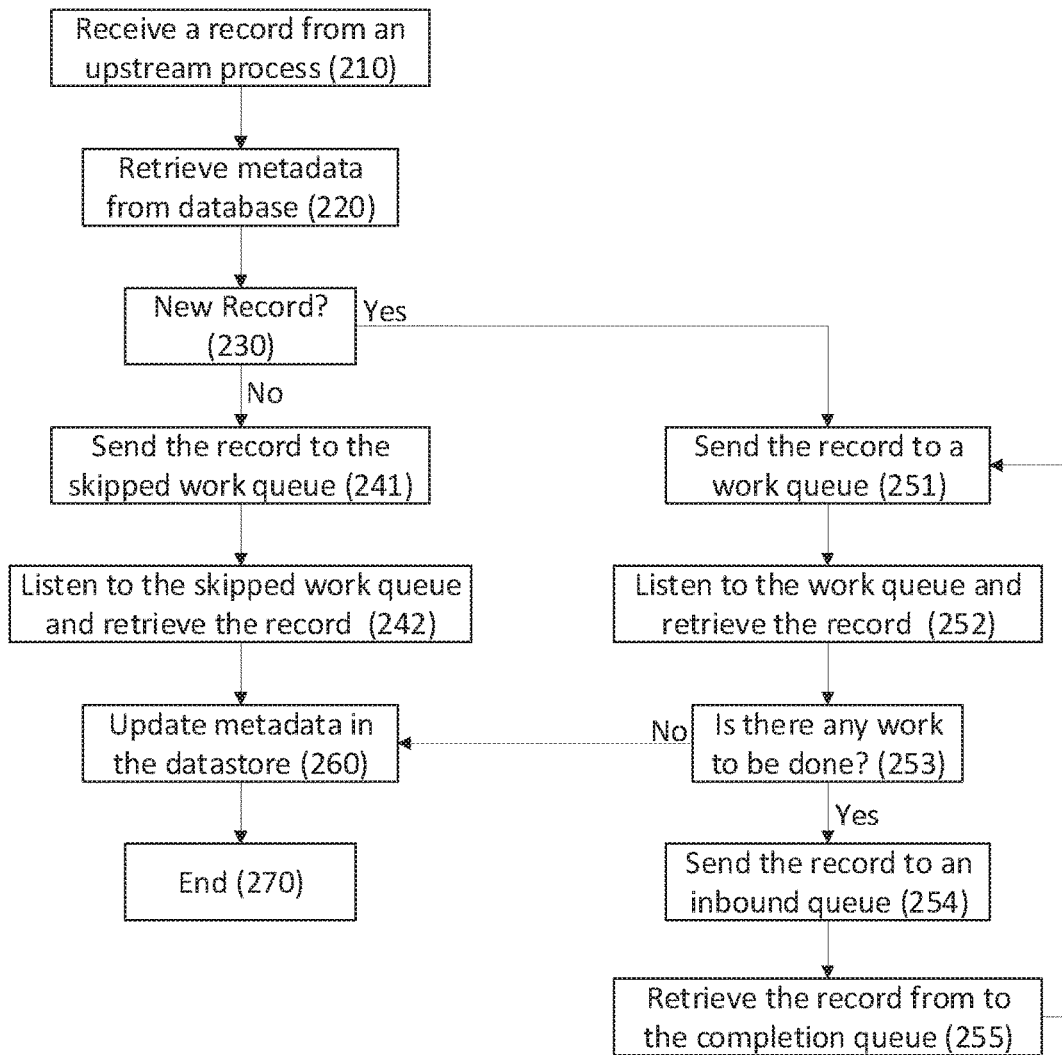 Receive a record from an
upstream process (210)
Retrieve metadata
from database (220)
New Record?
(230)
Yes
No
Send the record to the
skipped work queue (241)
Send the record to a
work queue (251)
Listen to the skipped work queue
and retrieve the record (242)
Listen to the work queue and
retrieve the record (252)
Update metadata in
the datastore (260)
No
Is there any work
to be done? (253)
Yes
End (270)
Send the record to an
inbound queue (254)
Retrieve the record from to
the completion queue (255)